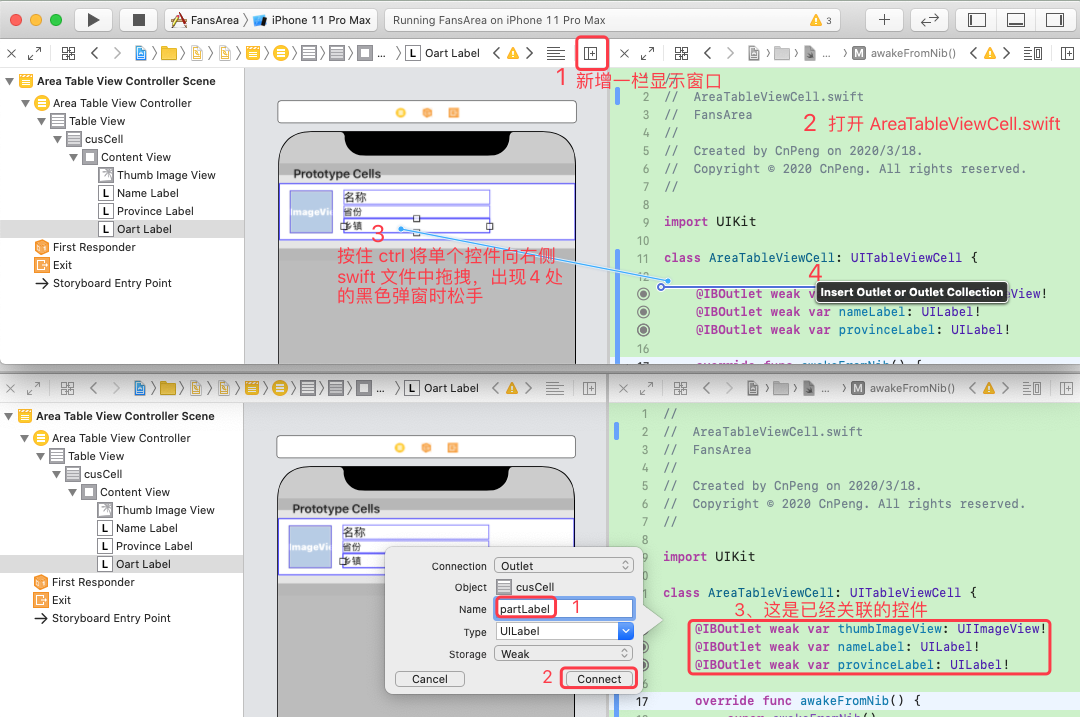 FansArea
iPhone 11 Pro Max
Running FansArea on iPhone 11 Pro Max
3
... L Oart Label
... M awakeFromNib()
1 新增一栏显示窗口
Area Table View Controller Scene
Area Table View Controller
Table View
cusCell
Content View
Thumb Image View
L Name Label
L Province Label
L Oart Label
First Responder
Exit
Storyboard Entry Point
Prototype Cells
ImageVi
名称
省份
乡镇
3
按住 ctrl 将单个控件向右侧
swift 文件中拖拽，出现 4 处
的黑色弹窗时松手
2 // AreaTableViewCell.swift
3 // FansArea
2 打开 AreaTableViewCell.swift
4 //
5 // Created by CnPeng on 2020/3/18.
6 // Copyright © 2020 CnPeng. All rights reserved.
7 //
8
9 import UIKit
10
11 class AreaTableViewCell: UITableViewCell {
12
4
Insert Outlet or Outlet Collection
@IBOutlet weak v eView!
@IBOutlet weak var nameLabel: UILabel!
@IBOutlet weak var provinceLabel: UILabel!
16
17 override func awakeFromNib() {
... L Oart Label
... M awakeFromNib()
Area Table View Controller Scene
Area Table View Controller
Table View
cusCell
Content View
Thumb Image View
L Name Label
L Province Label
L Oart Label
First Responder
Exit
Storyboard Entry Point
Prototype Cells
ImageVi
名称
省份
乡镇
Connection Outlet
Object cusCell
Name partLabel 1
Type UILabel
Storage Weak
Cancel
2 Connect
1 //
2 // AreaTableViewCell.swift
3 // FansArea
4 //
5 // Created by CnPeng on 2020/3/18.
6 // Copyright © 2020 CnPeng. All rights reserved.
7 //
8
9 import UIKit
0
class AreaTableViewCell: UITableViewCell {
3、这是已经关联的控件
@IBOutlet weak var thumbImageView: UIImageView!
@IBOutlet weak var nameLabel: UILabel!
@IBOutlet weak var provinceLabel: UILabel!
17 override func awakeFromNib() {
super.awakeFromNib()